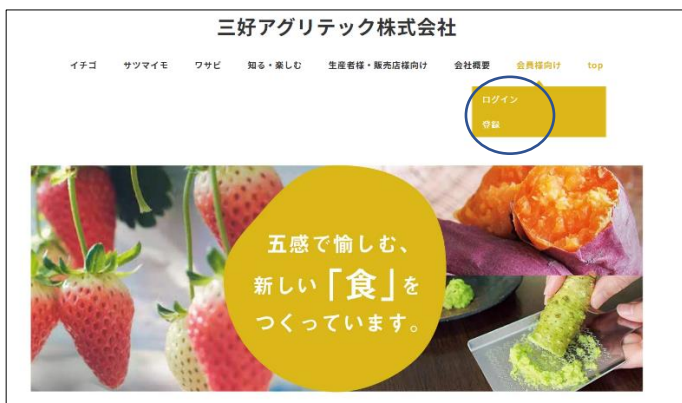 三好アグリテック株式会社
イチゴ サツマイモ ワサビ 知る・楽しむ 生産者様・販売店様向け 会社概要 会員様向け top
ログイン
登録
五感で愉しむ、
新しい「食」を
つくっています。